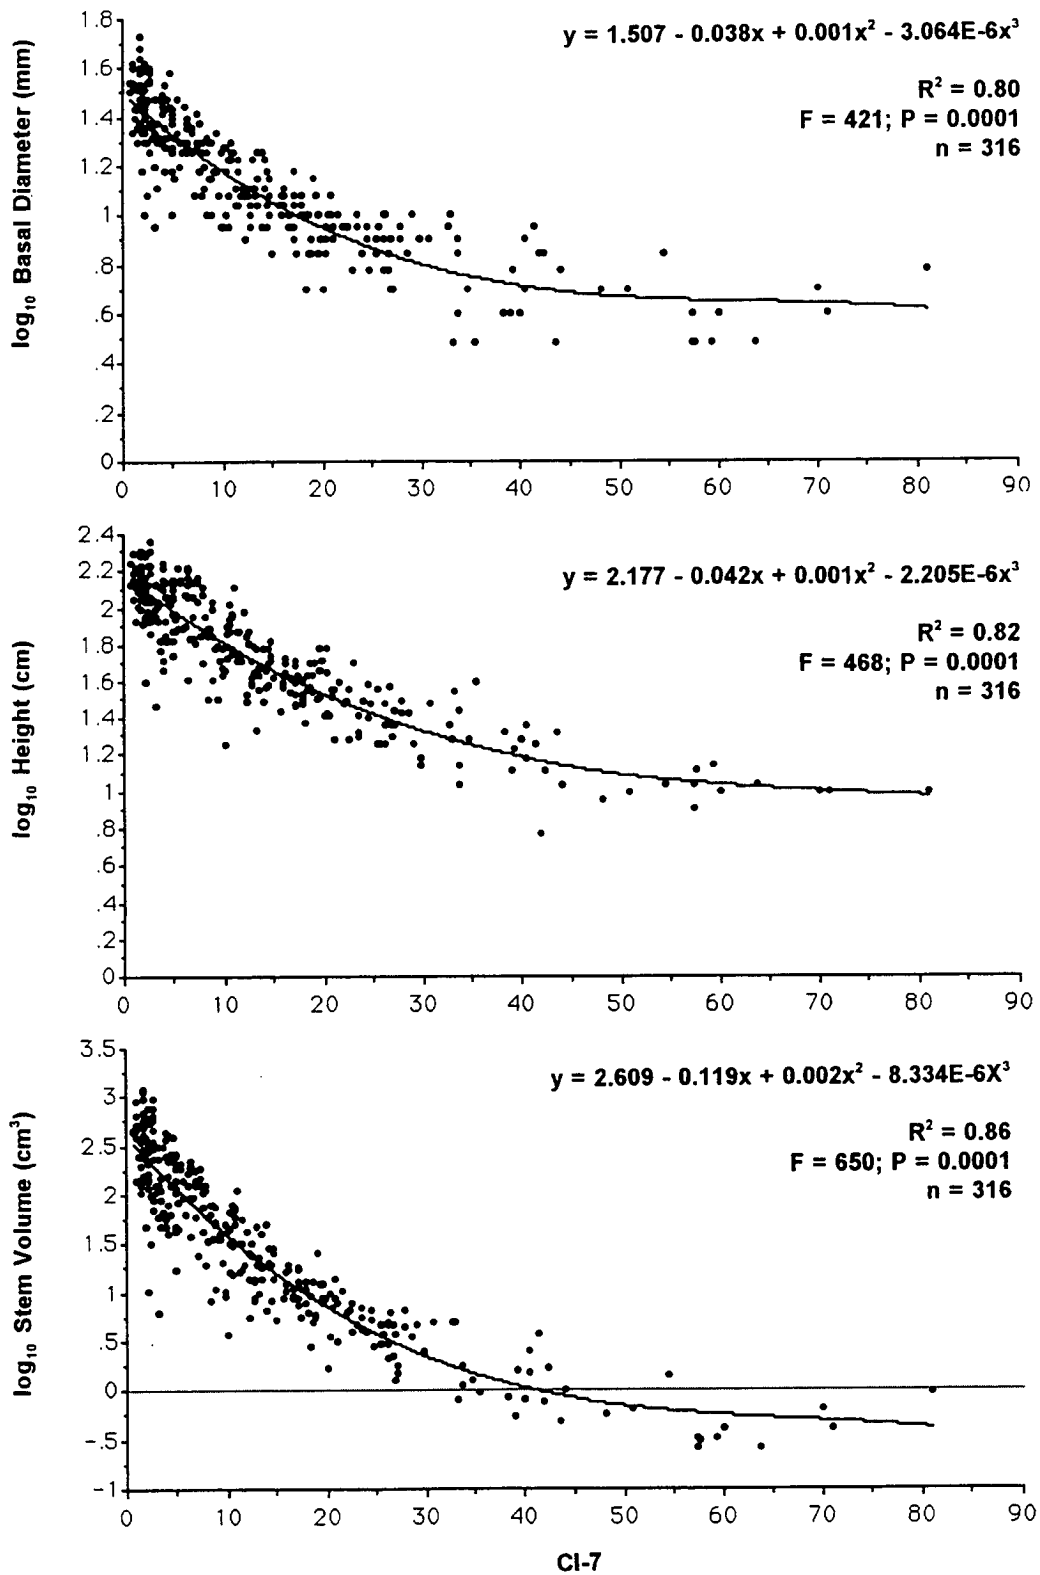 y = 1.507 - 0.038x + 0.001x² - 3.064E-6x³
R² = 0.80
F = 421; P = 0.0001
n = 316
log₁₀ Basal Diameter (mm)
1.8
1.6
1.4
1.2
1
.8
.6
.4
.2
0
0 10 20 30 40 50 60 70 80 90
y = 2.177 - 0.042x + 0.001x² - 2.205E-6x³
R² = 0.82
F = 468; P = 0.0001
n = 316
log₁₀ Height (cm)
2.4
2.2
2
1.8
1.6
1.4
1.2
1
.8
.6
.4
.2
0
0 10 20 30 40 50 60 70 80 90
y = 2.609 - 0.119x + 0.002x² - 8.334E-6X³
R² = 0.86
F = 650; P = 0.0001
n = 316
log₁₀ Stem Volume (cm³)
3.5
3
2.5
2
1.5
1
.5
0
-.5
-1
0 10 20 30 40 50 60 70 80 90
CI-7